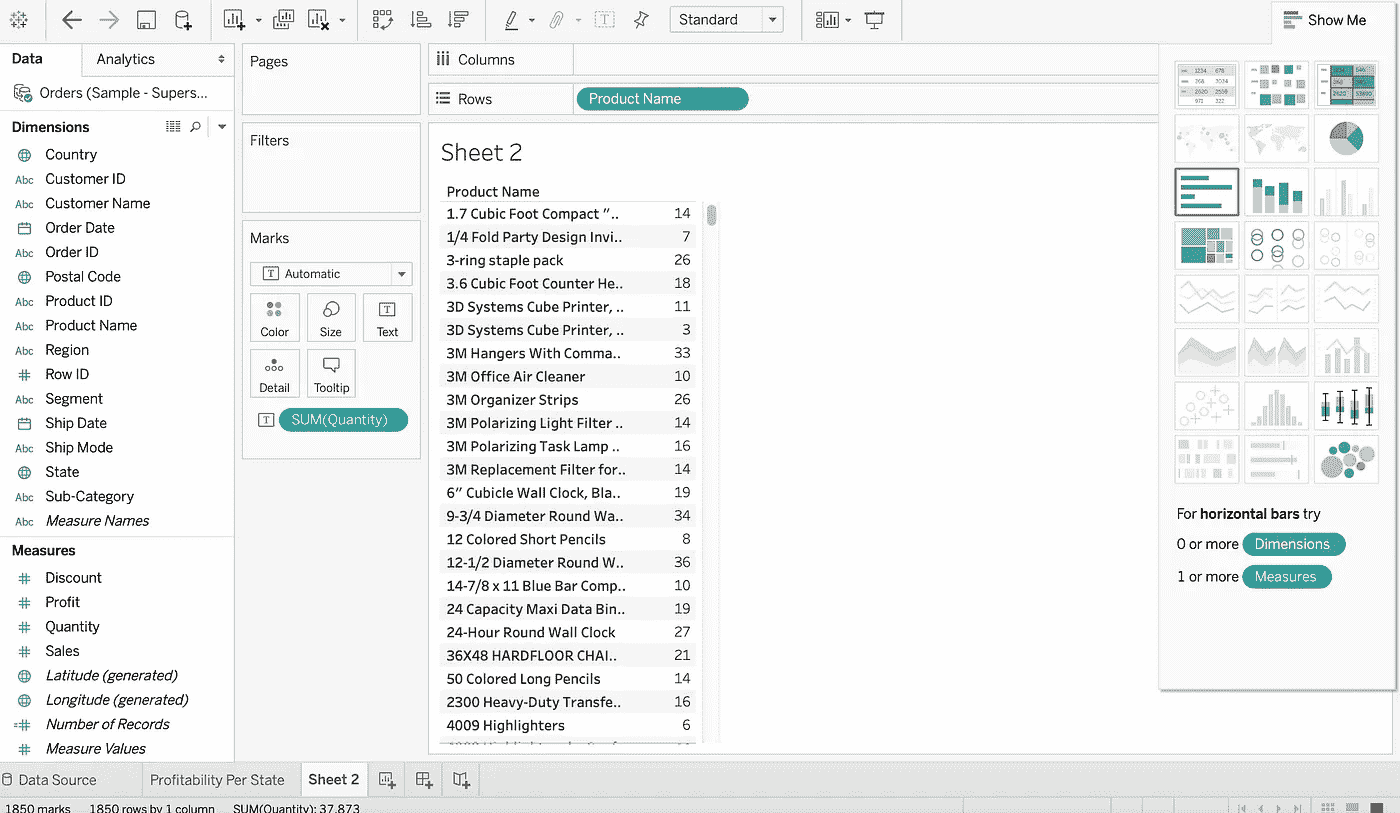 Standard
Show Me
Data
Analytics
Orders (Sample - Supers...
Dimensions
Country
Abc Customer ID
Abc Customer Name
Order Date
Abc Order ID
Postal Code
Abc Product ID
Abc Product Name
Abc Region
Row ID
Abc Segment
Ship Date
Abc Ship Mode
State
Abc Sub-Category
Abc Measure Names
Measures
Discount
Profit
Quantity
Sales
Latitude (generated)
Longitude (generated)
Number of Records
Measure Values
Pages
Filters
Marks
T Automatic
Color
Size
T Text
Detail
Tooltip
T SUM(Quantity)
Columns
Rows
Product Name
Sheet 2
Product Name
1.7 Cubic Foot Compact ".. 14
1/4 Fold Party Design Invi.. 7
3-ring staple pack 26
3.6 Cubic Foot Counter He.. 18
3D Systems Cube Printer, .. 11
3D Systems Cube Printer, .. 3
3M Hangers With Comma.. 33
3M Office Air Cleaner 10
3M Organizer Strips 26
3M Polarizing Light Filter .. 14
3M Polarizing Task Lamp .. 16
3M Replacement Filter for.. 14
6" Cubicle Wall Clock, Bla.. 19
9-3/4 Diameter Round Wa.. 34
12 Colored Short Pencils 8
12-1/2 Diameter Round W.. 36
14-7/8 x 11 Blue Bar Comp.. 10
24 Capacity Maxi Data Bin.. 19
24-Hour Round Wall Clock 27
36X48 HARDFLOOR CHAI.. 21
50 Colored Long Pencils 14
2300 Heavy-Duty Transfe.. 16
4009 Highlighters 6
For horizontal bars try
0 or more Dimensions
1 or more Measures
Data Source
Profitability Per State
Sheet 2
1850 marks 1850 rows by 1 column SUM(Quantity): 37,873